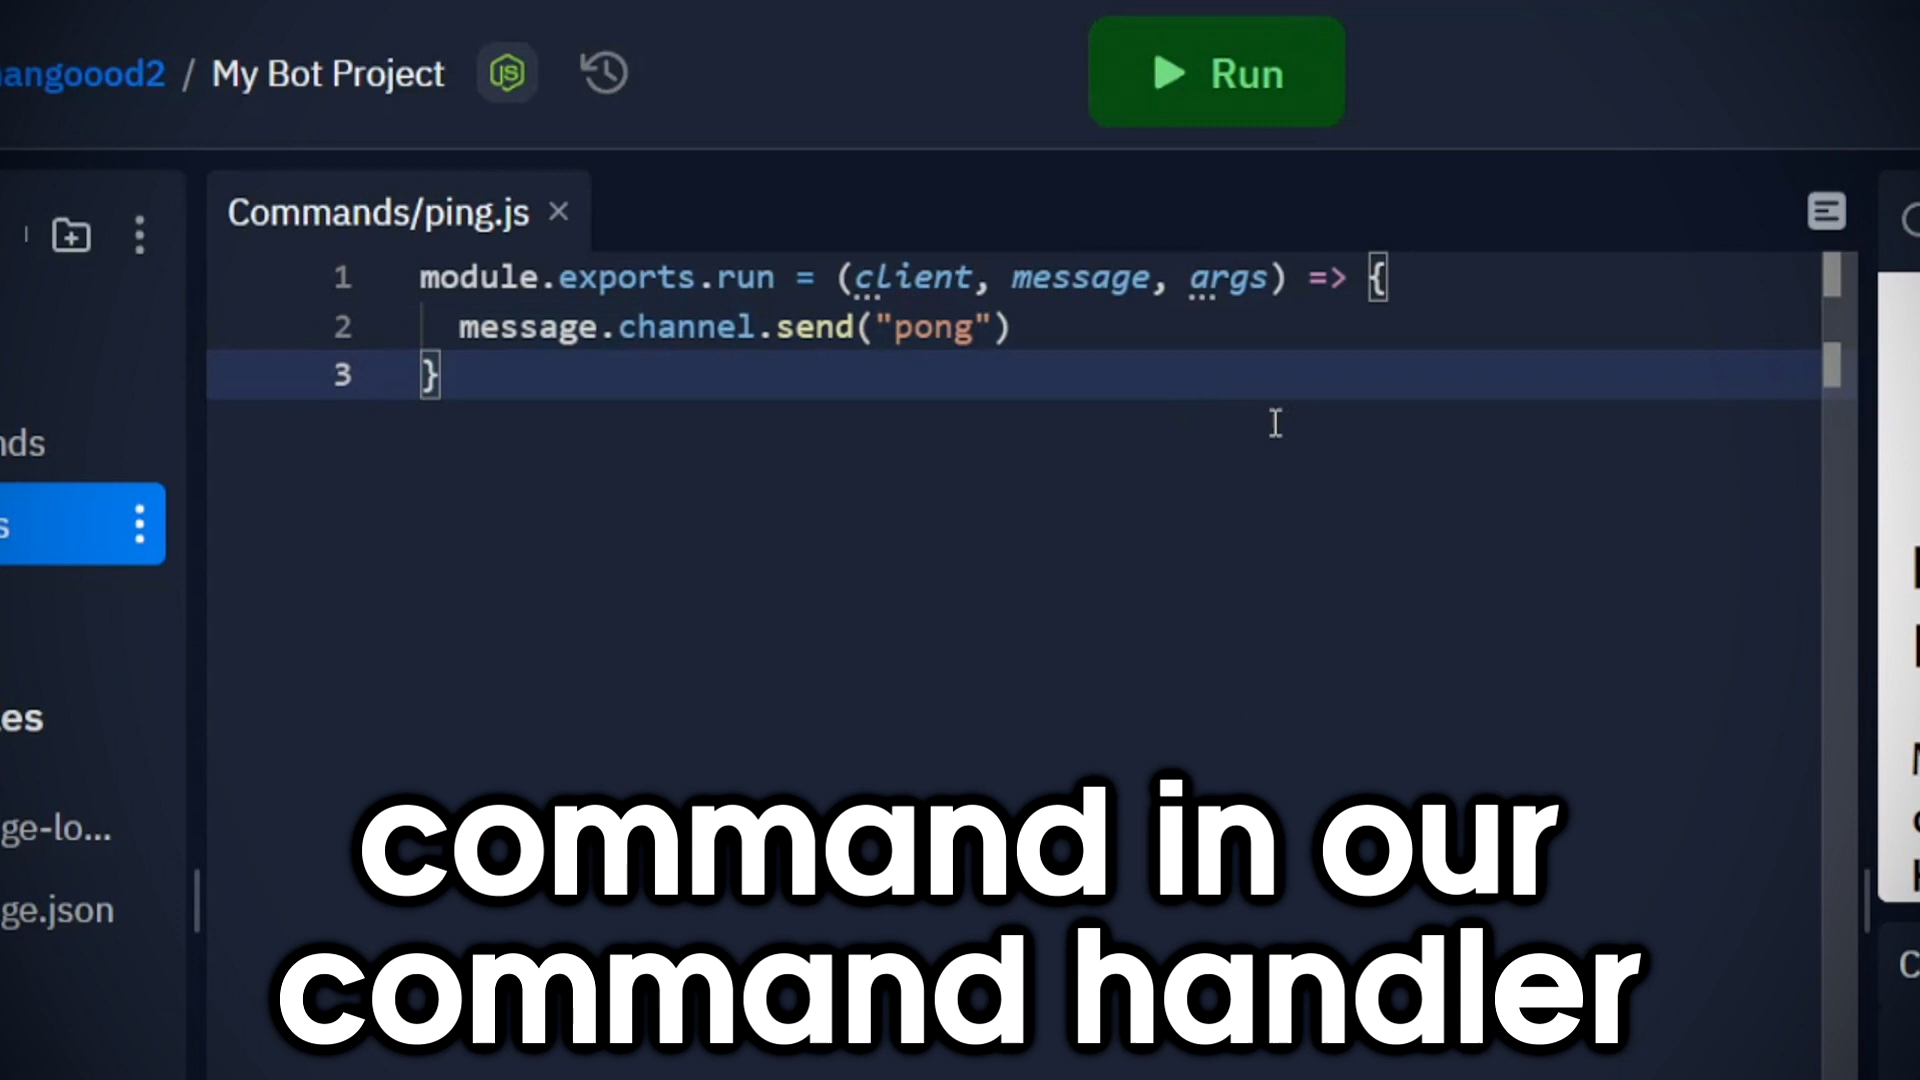 angoood2 / My Bot Project
Run
Commands/ping.js ×
1 module.exports.run = (client, message, args) => {
2 message.channel.send("pong")
3 }
nds
s
es
ge-lo...
ge.json
command in our
command handler